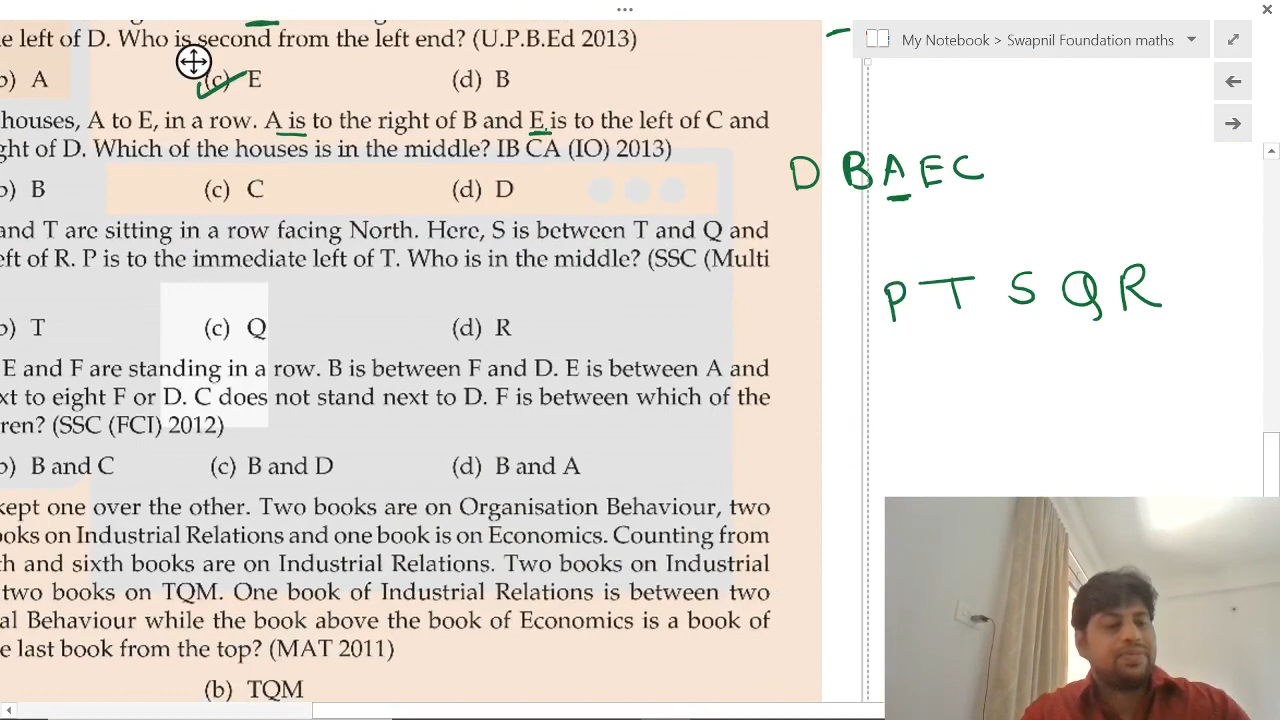 e left of D. Who is second from the left end? (U.P.B.Ed 2013)
My Notebook > Swapnil Foundation maths
o) A (c) E (d) B
houses, A to E, in a row. A is to the right of B and E is to the left of C and
ght of D. Which of the houses is in the middle? IB CA (IO) 2013)
D B A E C
o) B (c) C (d) D
and T are sitting in a row facing North. Here, S is between T and Q and
eft of R. P is to the immediate left of T. Who is in the middle? (SSC (Multi
P T S Q R
o) T (c) Q (d) R
E and F are standing in a row. B is between F and D. E is between A and
xt to eight F or D. C does not stand next to D. F is between which of the
ren? (SSC (FCI) 2012)
o) B and C (c) B and D (d) B and A
kept one over the other. Two books are on Organisation Behaviour, two
ooks on Industrial Relations and one book is on Economics. Counting from
th and sixth books are on Industrial Relations. Two books on Industrial
two books on TQM. One book of Industrial Relations is between two
al Behaviour while the book above the book of Economics is a book of
e last book from the top? (MAT 2011)
(b) TQM